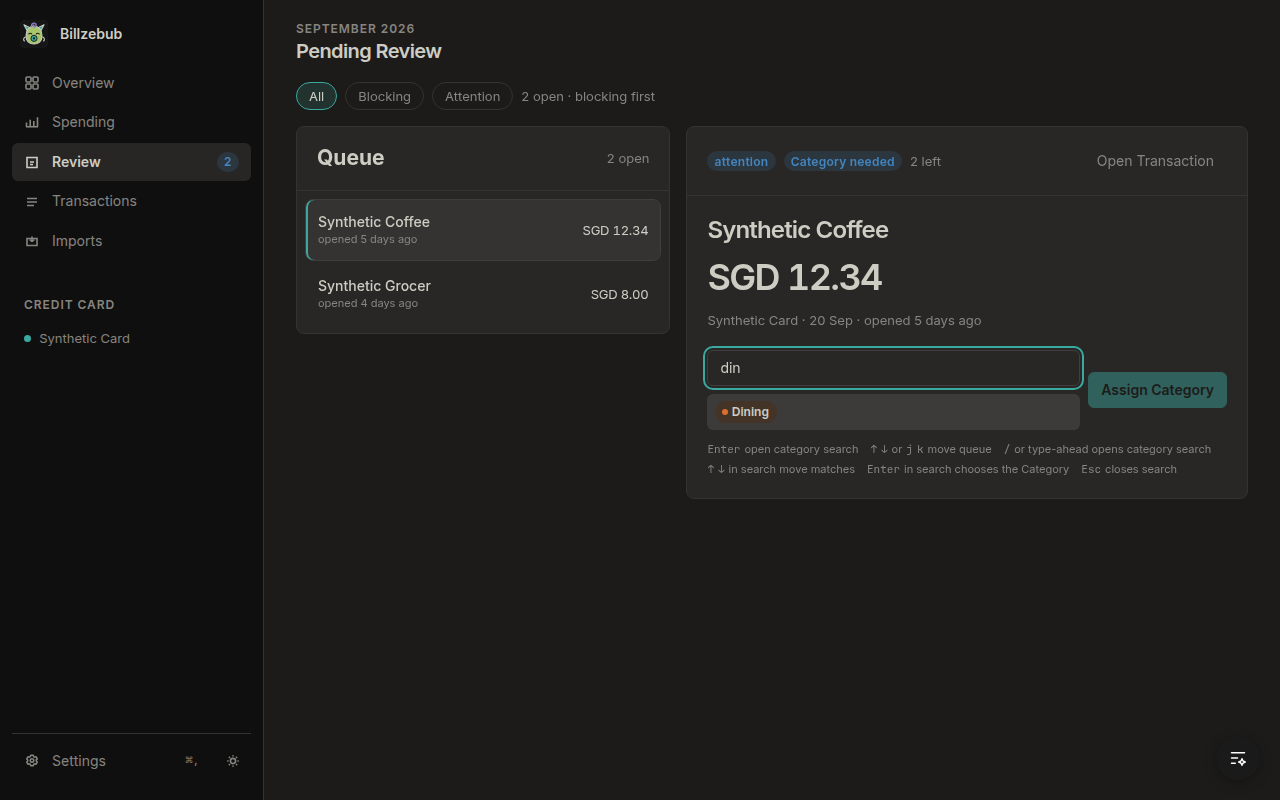 Billzebub
Overview
Spending
Review 2
Transactions
Imports
CREDIT CARD
Synthetic Card
Settings ⌘,
SEPTEMBER 2026
Pending Review
All Blocking Attention 2 open · blocking first
Queue 2 open
Synthetic Coffee SGD 12.34
opened 5 days ago
Synthetic Grocer SGD 8.00
opened 4 days ago
attention Category needed 2 left Open Transaction
Synthetic Coffee
SGD 12.34
Synthetic Card · 20 Sep · opened 5 days ago
din
Assign Category
Dining
Enter open category search ↑↓ or j k move queue / or type-ahead opens category search
↑↓ in search move matches Enter in search chooses the Category Esc closes search